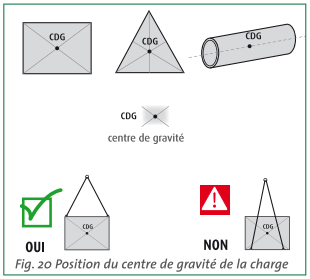 CDG
CDG
CDG
CDG
centre de gravité
OUI
CDG
NON
CDG
Fig. 20 Position du centre de gravité de la charge